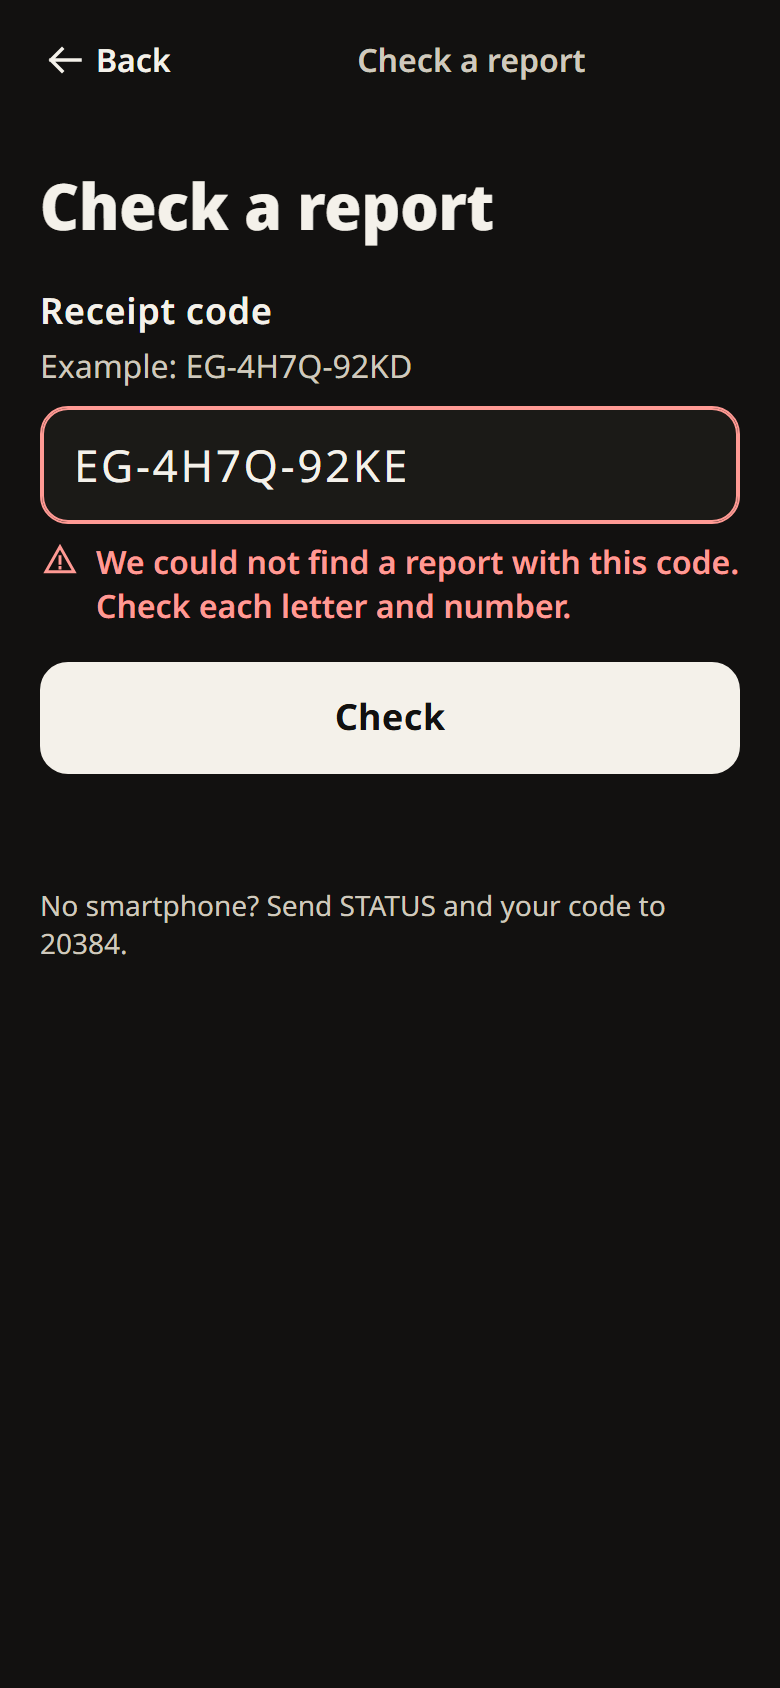 Back
Check a report
Check a report
Receipt code
Example: EG-4H7Q-92KD
EG-4H7Q-92KE
We could not find a report with this code.
Check each letter and number.
Check
No smartphone? Send STATUS and your code to
20384.